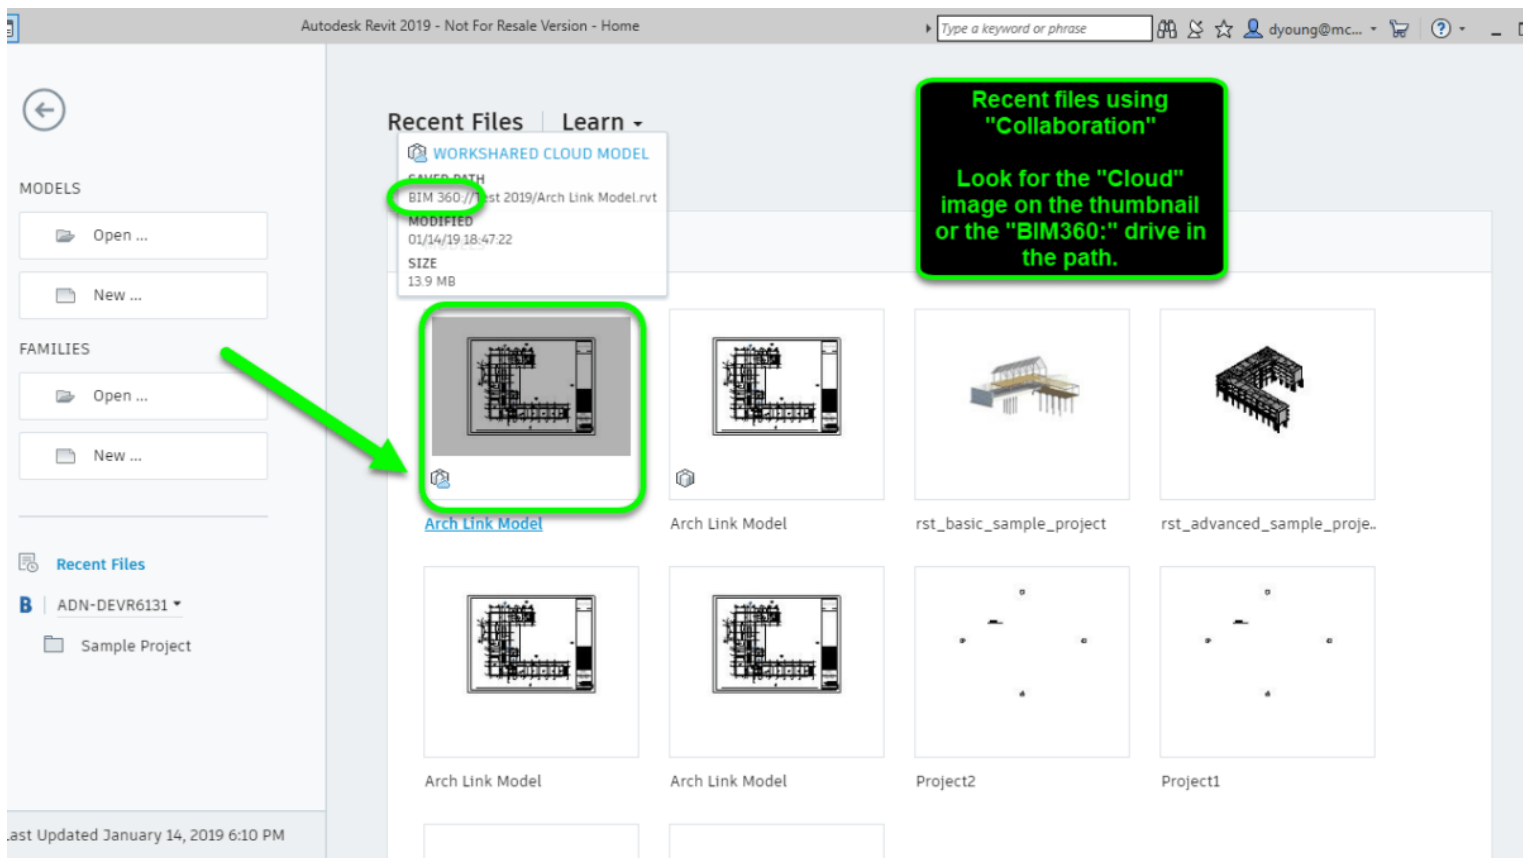 Autodesk Revit 2019 - Not For Resale Version - Home
Type a keyword or phrase
dyoung@mc...
Recent Files
Learn
WORKSHARED CLOUD MODEL
SAVED PATH
BIM 360://Test 2019/Arch Link Model.rvt
MODIFIED
01/14/19 18:47:22
SIZE
13.9 MB
Recent files using
"Collaboration"
Look for the "Cloud"
image on the thumbnail
or the "BIM360:" drive in
the path.
MODELS
Open ...
New ...
FAMILIES
Open ...
New ...
Recent Files
B
ADN-DEVR6131
Sample Project
Last Updated January 14, 2019 6:10 PM
Arch Link Model
Arch Link Model
rst_basic_sample_project
rst_advanced_sample_proje..
Arch Link Model
Arch Link Model
Project2
Project1